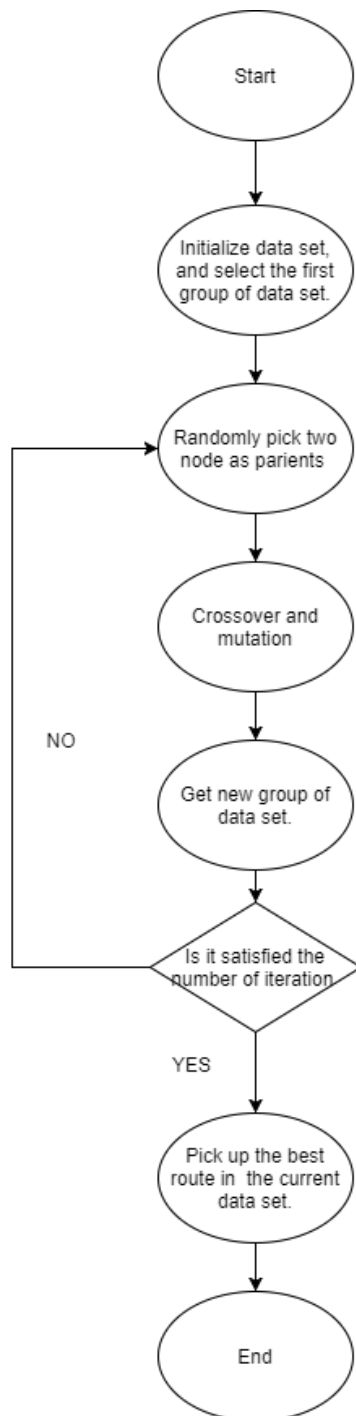 Start
Initialize data set,
and select the first
group of data set.
Randomly pick two
node as parients
Crossover and
mutation
NO
Get new group of
data set.
Is it satisfied the
number of iteration
YES
Pick up the best
route in the current
data set.
End